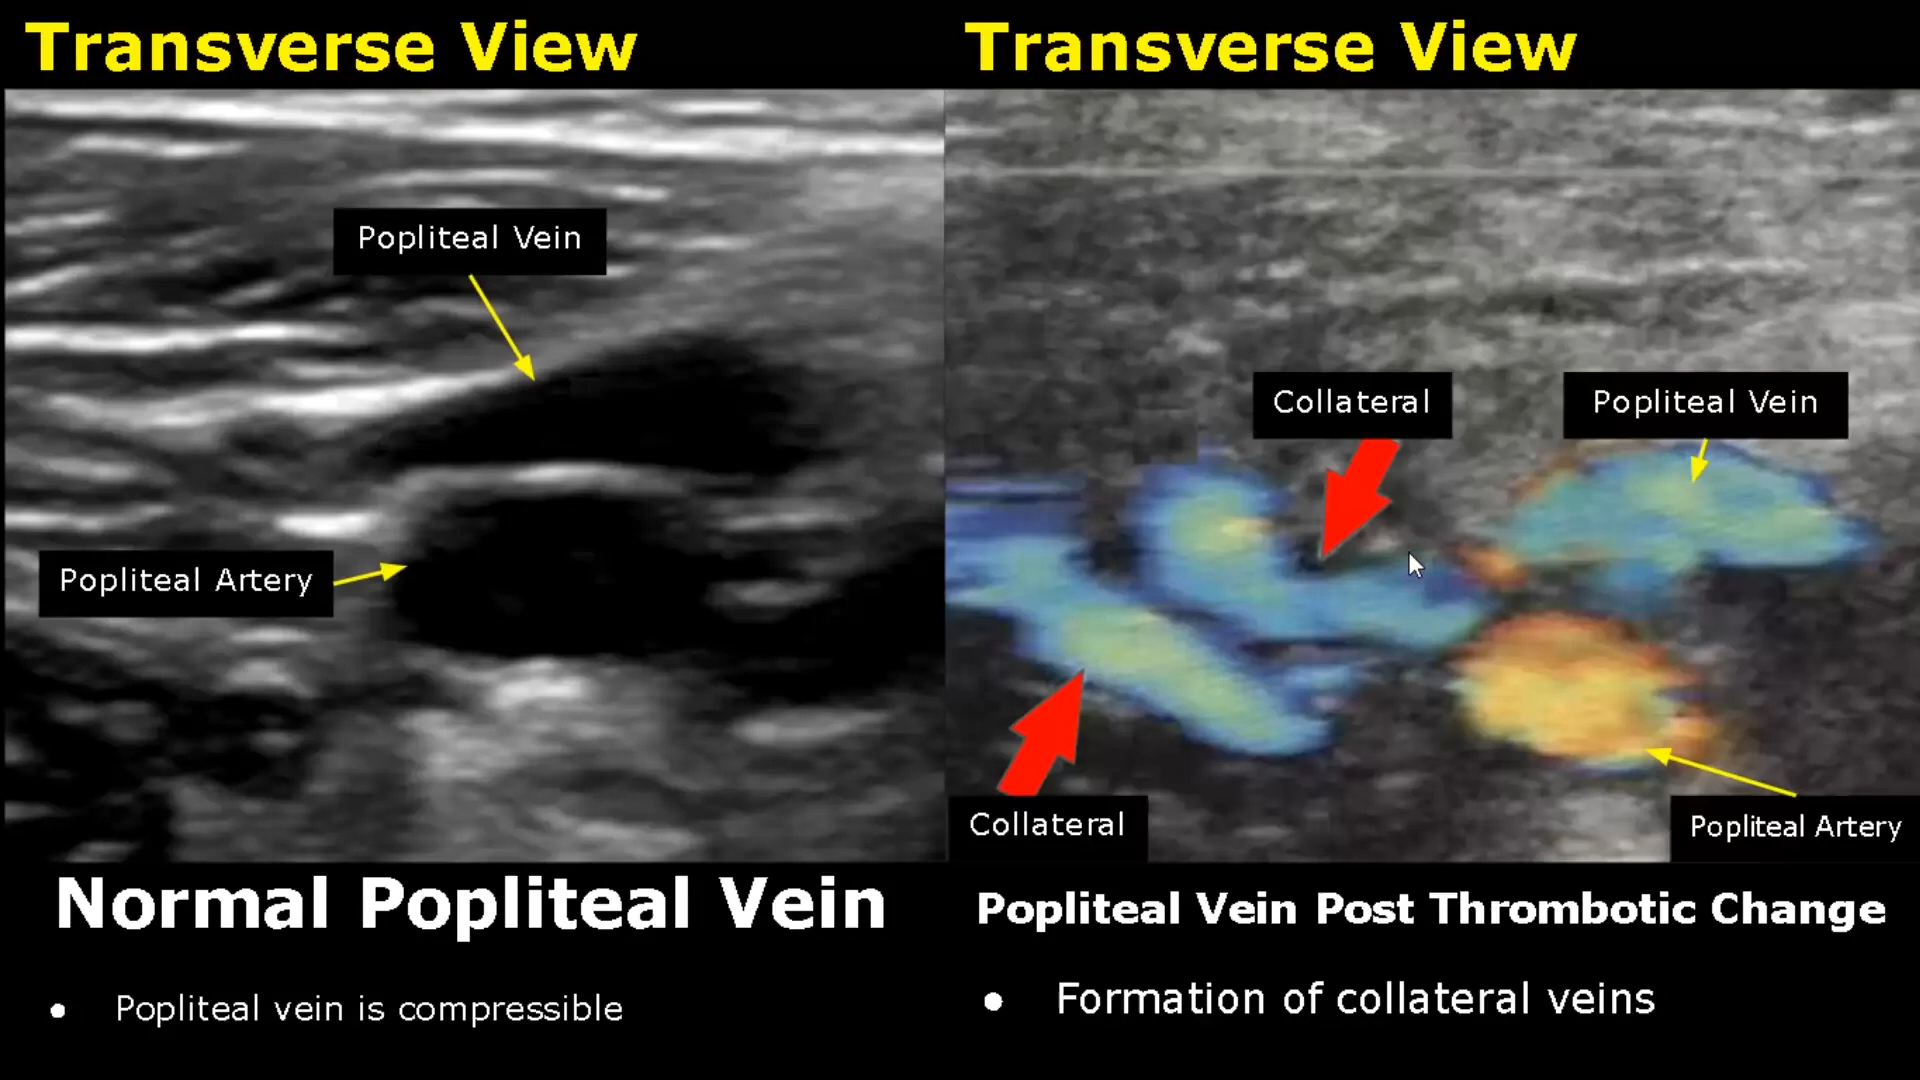 Transverse View
Popliteal Vein
Popliteal Artery
Normal Popliteal Vein
• Popliteal vein is compressible
Transverse View
Collateral
Popliteal Vein
Collateral
Popliteal Artery
Popliteal Vein Post Thrombotic Change
• Formation of collateral veins